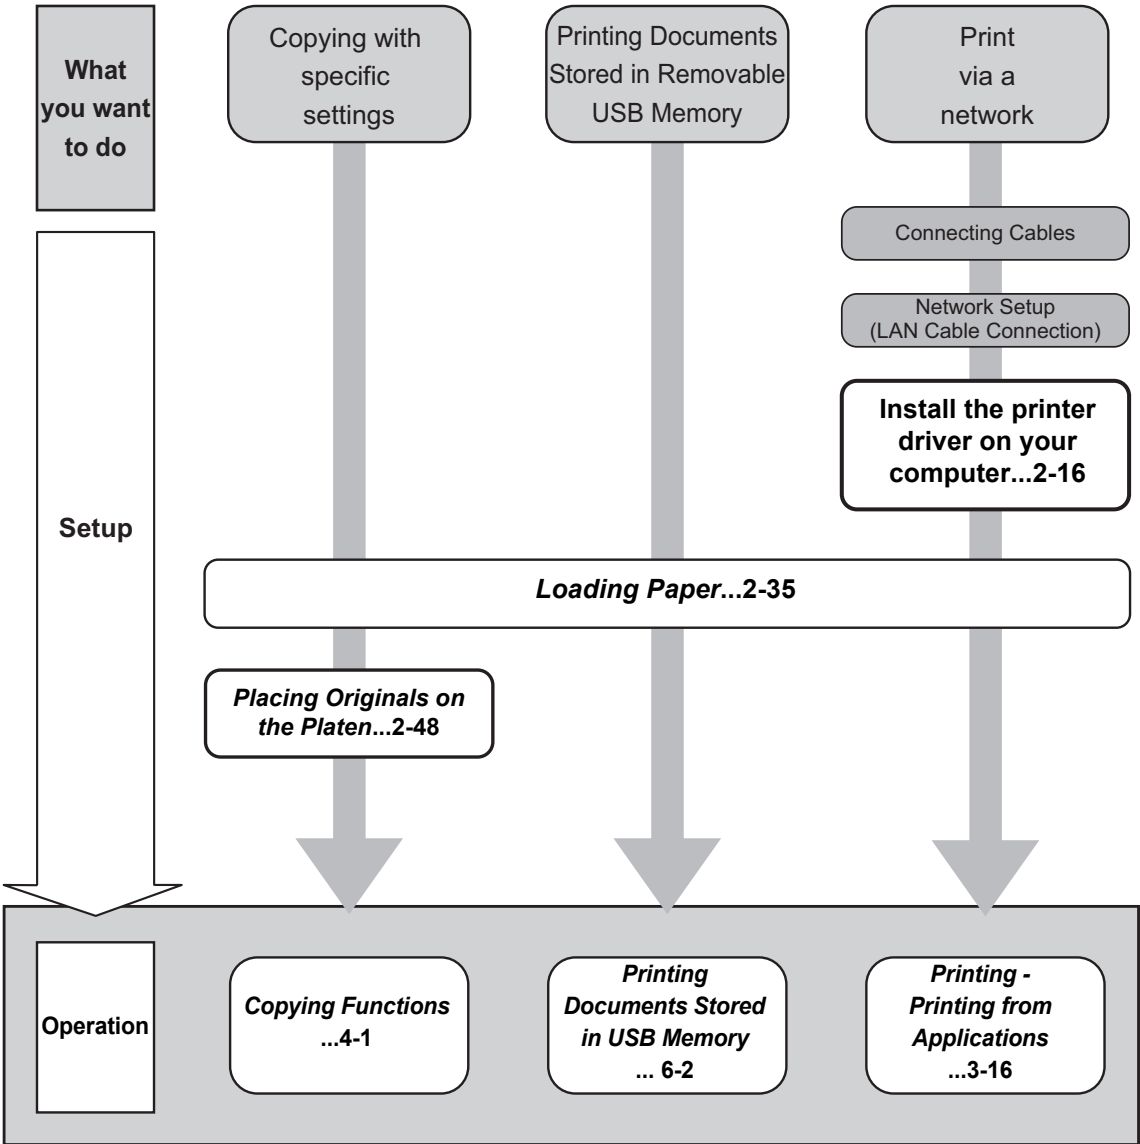 What
you want
to do
Copying with
specific
settings
Printing Documents
Stored in Removable
USB Memory
Print
via a
network
Connecting Cables
Network Setup
(LAN Cable Connection)
Install the printer
driver on your
computer...2-16
Setup
Loading Paper...2-35
Placing Originals on
the Platen...2-48
Operation
Copying Functions
...4-1
Printing
Documents Stored
in USB Memory
... 6-2
Printing -
Printing from
Applications
...3-16